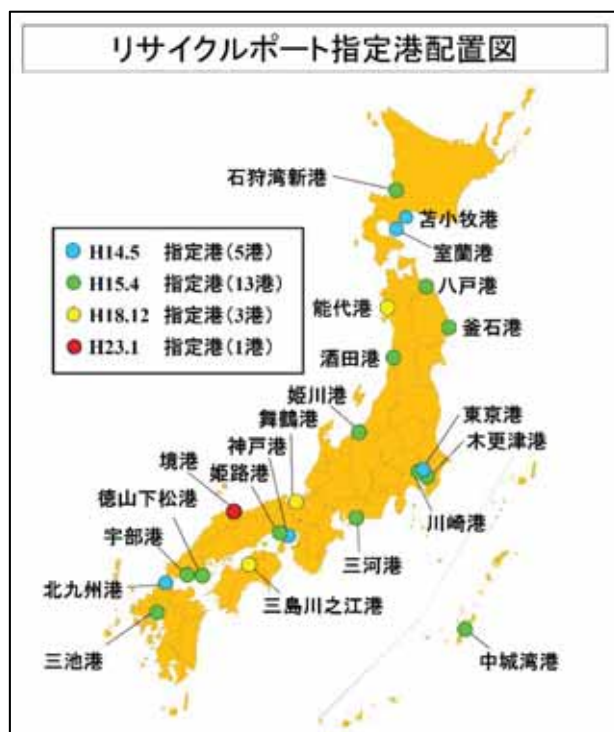 リサイクルポート指定港配置図
石狩湾新港
苫小牧港
室蘭港
H14.5 指定港(5港)
H15.4 指定港(13港)
H18.12 指定港(3港)
H23.1 指定港(1港)
八戸港
能代港
釜石港
酒田港
姫川港
舞鶴港
東京港
神戸港
木更津港
境港
姫路港
徳山下松港
川崎港
宇部港
三河港
北九州港
三島川之江港
三池港
中城湾港